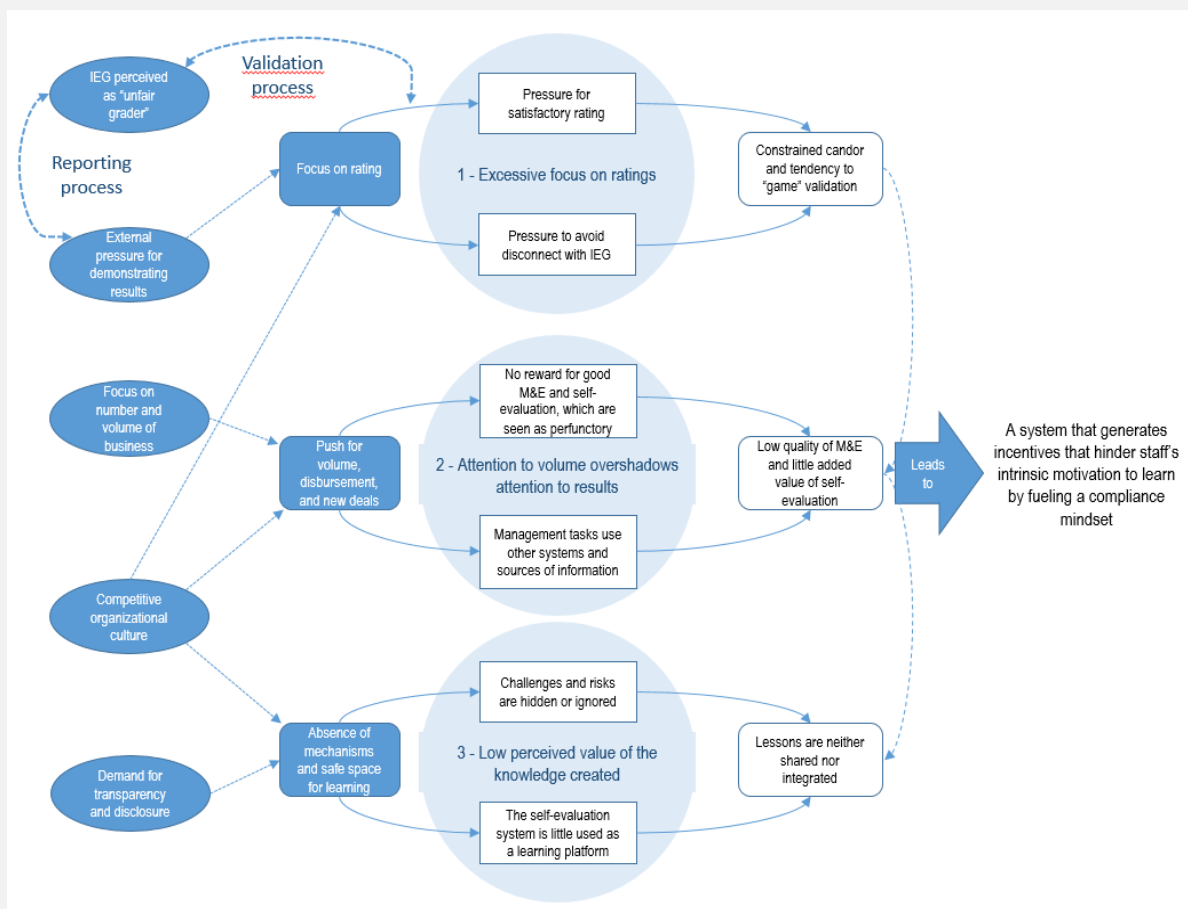 IEG perceived
as “unfair
grader”
Validation
process
Reporting
process
External
pressure for
demonstrating
results
Focus on rating
Pressure for
satisfactory rating
1 - Excessive focus on ratings
Pressure to avoid
disconnect with IEG
Constrained candor
and tendency to
“game” validation
Focus on
number and
volume of
business
Push for
volume,
disbursement,
and new deals
No reward for good
M&E and self-
evaluation, which are
seen as perfunctory
2 - Attention to volume overshadows
attention to results
Management tasks use
other systems and
sources of information
Low quality of M&E
and little added
value of self-
evaluation
Leads
to
A system that generates
incentives that hinder staff’s
intrinsic motivation to learn
by fueling a compliance
mindset
Competitive
organizational
culture
Demand for
transparency
and disclosure
Absence of
mechanisms
and safe space
for learning
Challenges and risks
are hidden or ignored
3 - Low perceived value of the
knowledge created
The self-evaluation
system is little used as
a learning platform
Lessons are neither
shared nor
integrated